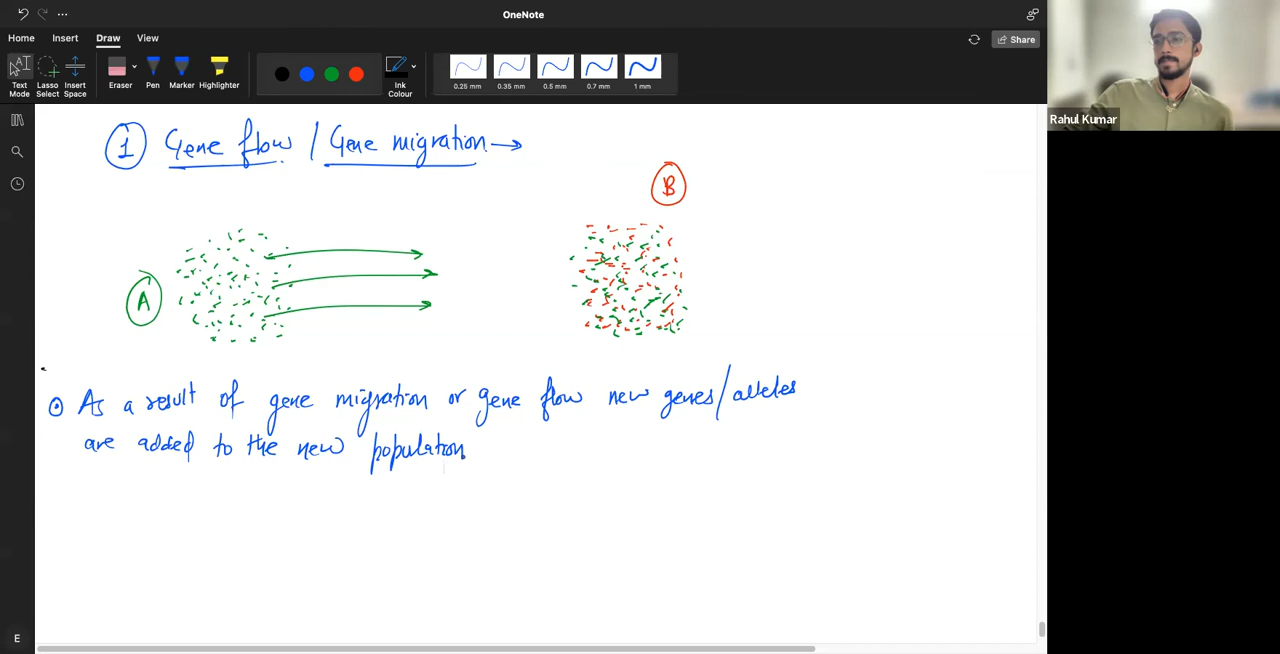 OneNote
Home Insert Draw View
Share
Text Mode
Lasso Select
Insert Space
Eraser
Pen
Marker
Highlighter
Ink Colour
0.25 mm 0.35 mm 0.5 mm 0.7 mm 1 mm
Rahul Kumar
1 Gene flow / Gene migration →
B
A
As a result of gene migration or gene flow new genes/alleles
are added to the new population.
E